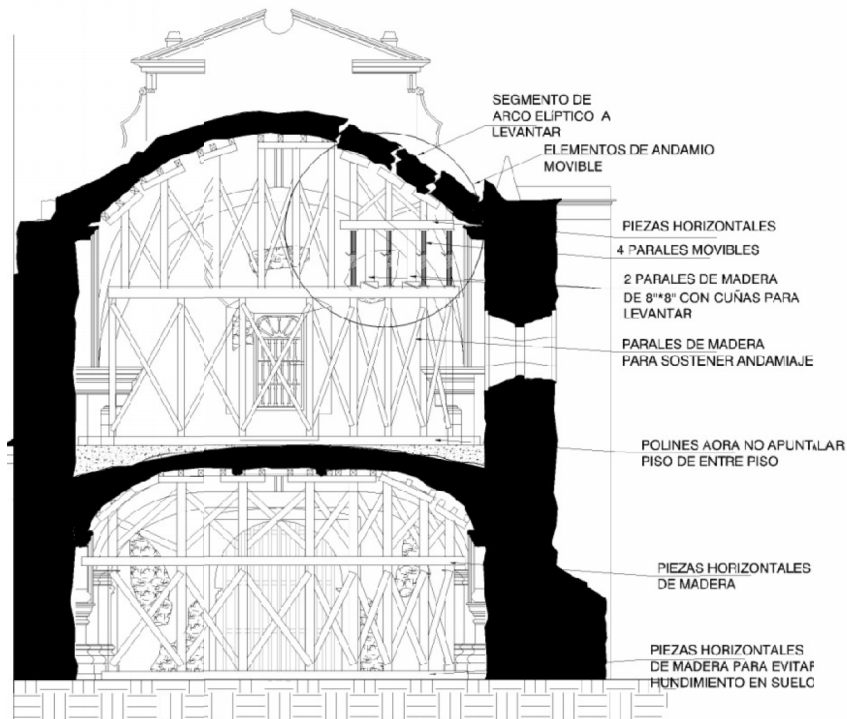 SEGMENTO DE
ARCO ELIPTICO A
LEVANTAR
ELEMENTOS DE ANDAMIO
MOVIBLE
PIEZAS HORIZONTALES
4 PARALES MOVIBLES
2 PARALES DE MADERA
DE 8"*8" CON CUÑAS PARA
LEVANTAR
PARALES DE MADERA
PARA SOSTENER ANDAMIAJE
POLINES AORA NO APUNTALAR
PISO DE ENTRE PISO
PIEZAS HORIZONTALES
DE MADERA
PIEZAS HORIZONTALES
DE MADERA PARA EVITAR
HUNDIMIENTO EN SUELO